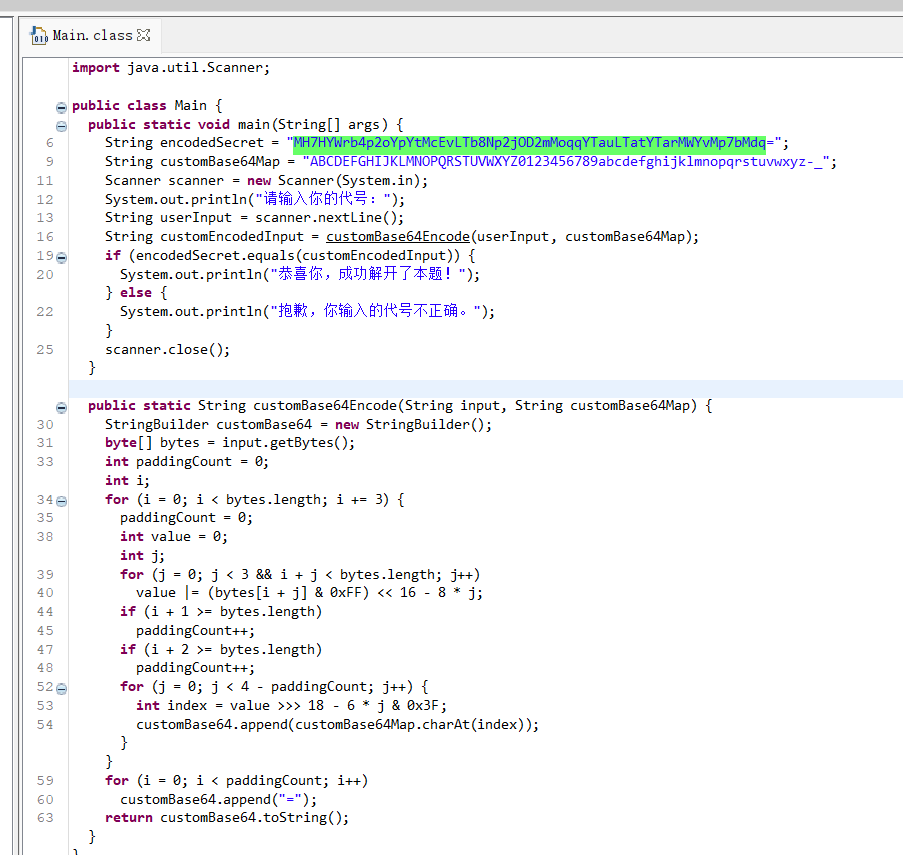 Main.class
import java.util.Scanner;
public class Main {
public static void main(String[] args) {
6 String encodedSecret = "MH7HYWrb4p2oYpYtMcEvLTb8Np2jOD2mMoqqYTauLTatYTarMWYvMp7bMdq=";
9 String customBase64Map = "ABCDEFGHIJKLMNOPQRSTUVWXYZ0123456789abcdefghijklmnopqrstuvwxyz-_";
11 Scanner scanner = new Scanner(System.in);
12 System.out.println("请输入你的代号：");
13 String userInput = scanner.nextLine();
16 String customEncodedInput = customBase64Encode(userInput, customBase64Map);
19 if (encodedSecret.equals(customEncodedInput)) {
20 System.out.println("恭喜你，成功解开了本题！");
} else {
22 System.out.println("抱歉，你输入的代号不正确。");
}
25 scanner.close();
}
public static String customBase64Encode(String input, String customBase64Map) {
30 StringBuilder customBase64 = new StringBuilder();
31 byte[] bytes = input.getBytes();
33 int paddingCount = 0;
int i;
34 for (i = 0; i < bytes.length; i += 3) {
35 paddingCount = 0;
38 int value = 0;
int j;
39 for (j = 0; j < 3 && i + j < bytes.length; j++)
40 value |= (bytes[i + j] & 0xFF) << 16 - 8 * j;
44 if (i + 1 >= bytes.length)
45 paddingCount++;
47 if (i + 2 >= bytes.length)
48 paddingCount++;
52 for (j = 0; j < 4 - paddingCount; j++) {
53 int index = value >>> 18 - 6 * j & 0x3F;
54 customBase64.append(customBase64Map.charAt(index));
}
}
59 for (i = 0; i < paddingCount; i++)
60 customBase64.append("=");
63 return customBase64.toString();
}
}